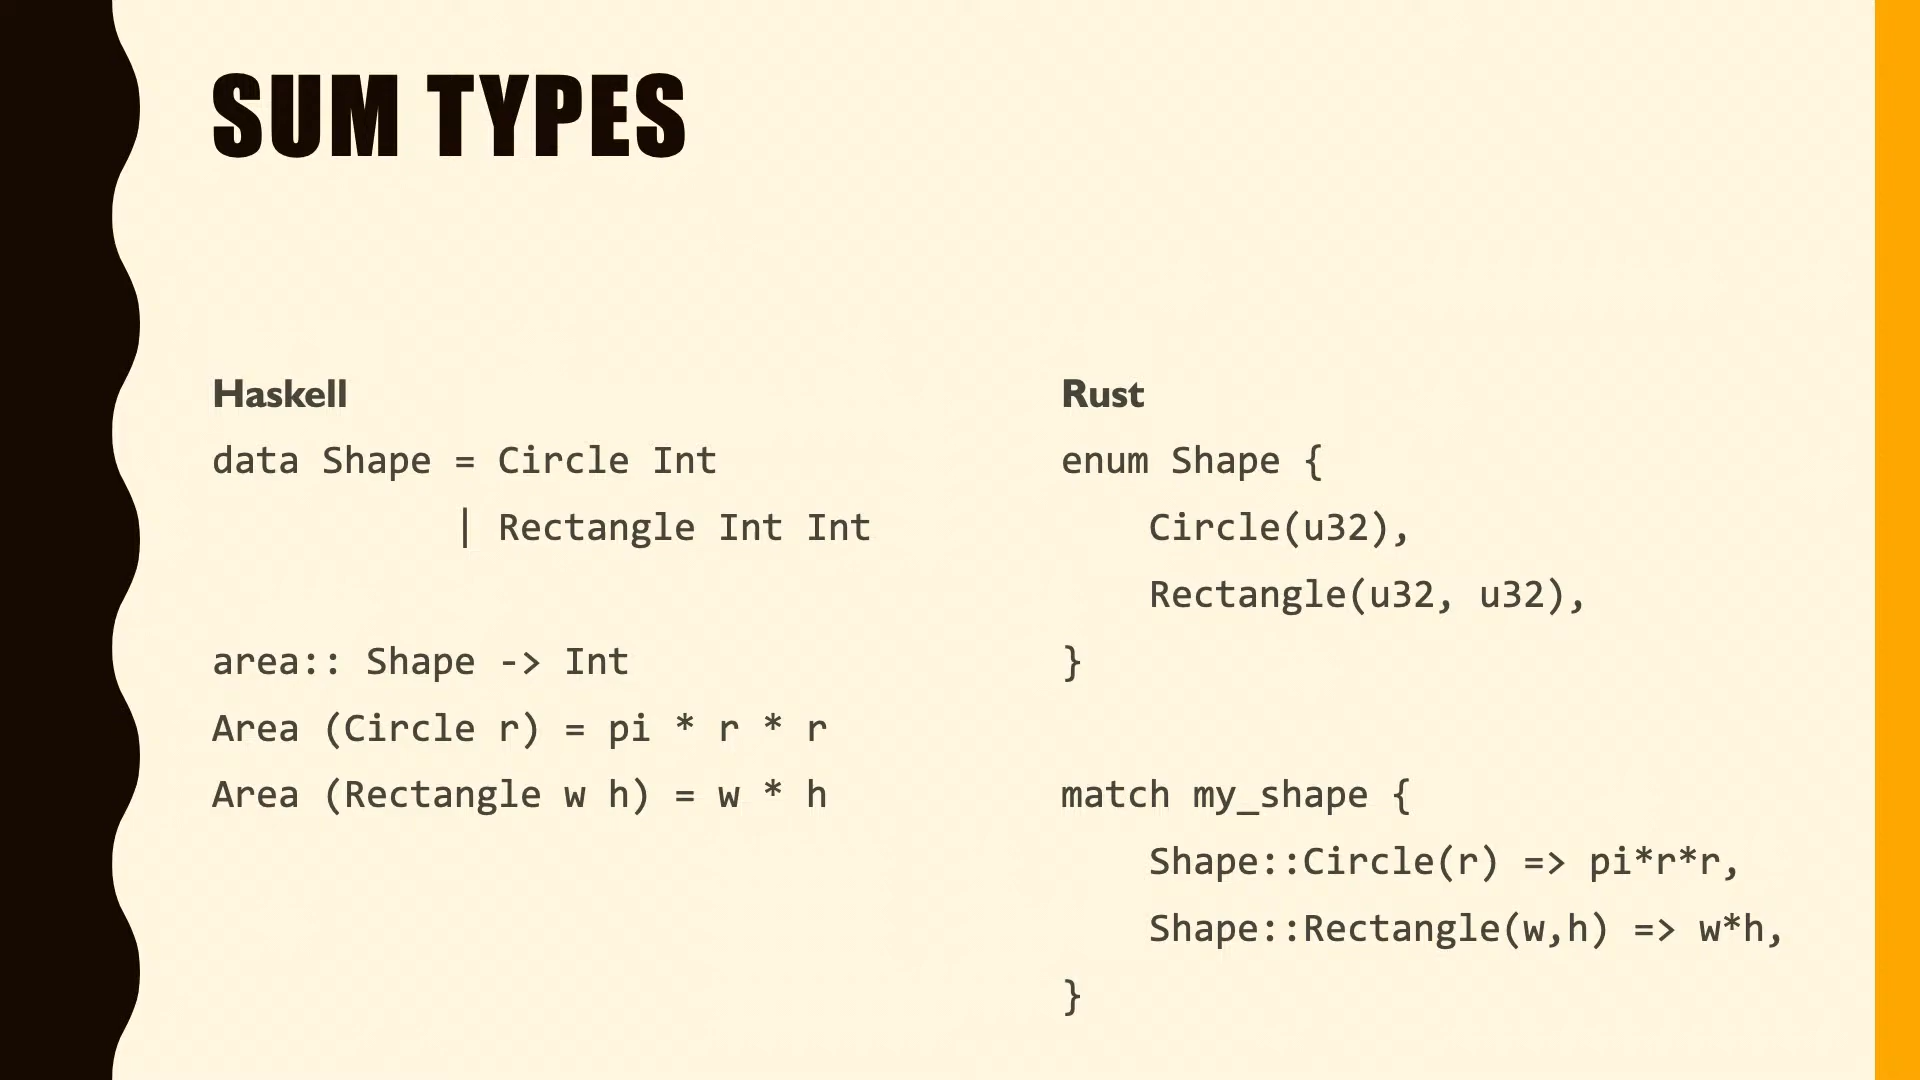 SUM TYPES
Haskell
data Shape = Circle Int
| Rectangle Int Int
area:: Shape -> Int
Area (Circle r) = pi * r * r
Area (Rectangle w h) = w * h
Rust
enum Shape {
Circle(u32),
Rectangle(u32, u32),
}
match my_shape {
Shape::Circle(r) => pi*r*r,
Shape::Rectangle(w,h) => w*h,
}